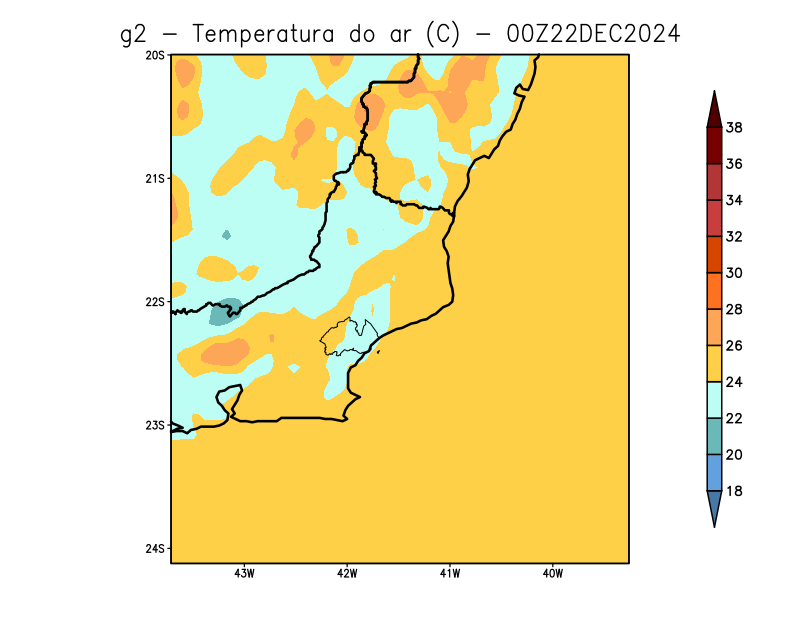 g2 – Temperatura do ar (C) – 00Z22DEC2024
20S
21S
22S
23S
24S
43W
42W
41W
40W
38
36
34
32
30
28
26
24
22
20
18